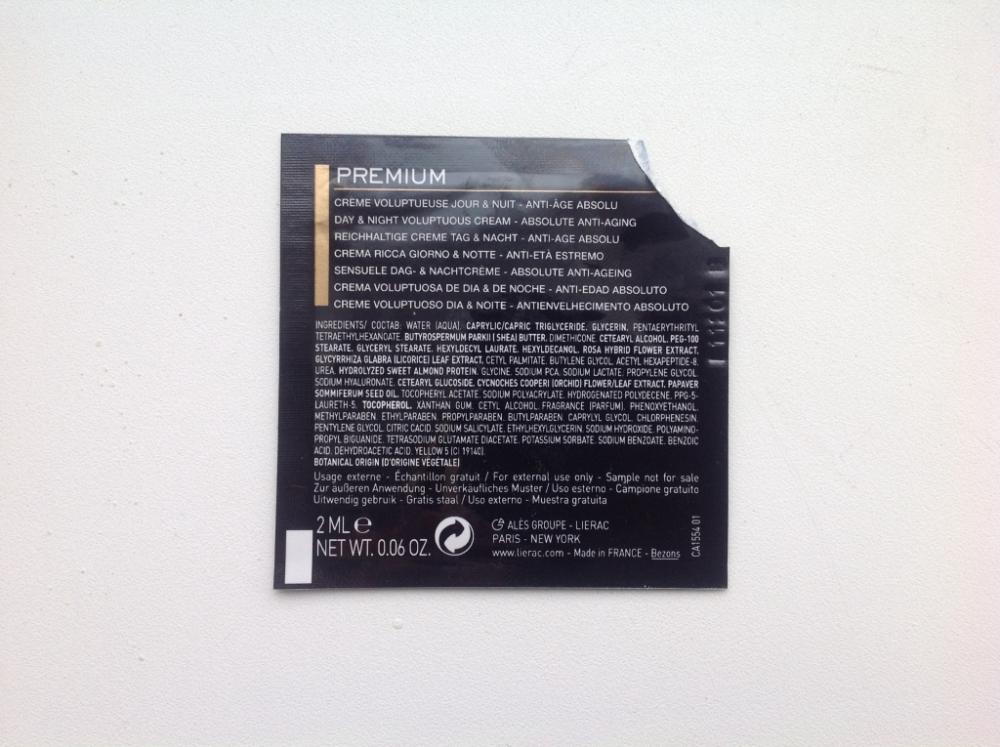 PREMIUM
CREME VOLUPTUEUSE JOUR & NUIT - ANTI-ÂGE ABSOLU
DAY & NIGHT VOLUPTUOUS CREAM - ABSOLUTE ANTI-AGING
REICHHALTIGE CREME TAG & NACHT - ANTI-AGE ABSOLU
CREMA RICCA GIORNO & NOTTE - ANTI-ETÀ ESTREMO
SENSUELE DAG- & NACHTCRÈME - ABSOLUTE ANTI-AGEING
CREMA VOLUPTUOSA DE DIA & DE NOCHE - ANTI-EDAD ABSOLUTO
CREME VOLUPTUOSO DIA & NOITE - ANTIENVELHECIMENTO ABSOLUTO
INGREDIENTS/ COCTAB: WATER (AQUA). CAPRYLIC/CAPRIC TRIGLYCERIDE. GLYCERIN. PENTAERYTHRITYL
TETRAETHYLHEXANOATE. BUTYROSPERMUM PARKII (SHEA) BUTTER. DIMETHICONE. CETEARYL ALCOHOL. PEG-100
STEARATE. GLYCERYL STEARATE. HEXYLDECYL LAURATE. HEXYLDECANOL. ROSA HYBRID FLOWER EXTRACT.
GLYCYRRHIZA GLABRA (LICORICE) LEAF EXTRACT. CETYL PALMITATE. BUTYLENE GLYCOL. ACETYL HEXAPEPTIDE-8.
UREA. HYDROLYZED SWEET ALMOND PROTEIN. GLYCINE. SODIUM PCA. SODIUM LACTATE. PROPYLENE GLYCOL.
SODIUM HYALURONATE. CETEARYL GLUCOSIDE. CYCNOCHES COOPERI (ORCHID) FLOWER/LEAF EXTRACT. PAPAVER
SOMMIFERUM SEED OIL. TOCOPHERYL ACETATE. SODIUM POLYACRYLATE. HYDROGENATED POLYDECENE. PPG-5-
LAURETH-5. TOCOPHEROL. XANTHAN GUM. CETYL ALCOHOL. FRAGRANCE (PARFUM). PHENOXYETHANOL.
METHYLPARABEN. ETHYLPARABEN. PROPYLPARABEN. BUTYLPARABEN. CAPRYLYL GLYCOL. CHLORPHENESIN.
PENTYLENE GLYCOL. CITRIC ACID. SODIUM SALICYLATE. ETHYLHEXYLGLYCERIN. SODIUM HYDROXIDE. POLYAMINO-
PROPYL BIGUANIDE. TETRASODIUM GLUTAMATE DIACETATE. POTASSIUM SORBATE. SODIUM BENZOATE. BENZOIC
ACID. DEHYDROACETIC ACID. YELLOW 5 (CI 19140).
BOTANICAL ORIGIN (D'ORIGINE VÉGÉTALE)
Usage externe - Échantillon gratuit / For external use only - Sample not for sale
Zur äußeren Anwendung - Unverkäufliches Muster / Uso esterno - Campione gratuito
Uitwendig gebruik - Gratis staal / Uso externo - Muestra gratuita
2 ML e
NET WT. 0.06 OZ.
ALÈS GROUPE - LIERAC
PARIS - NEW YORK
www.lierac.com - Made in FRANCE - Bezons
CA1554 01